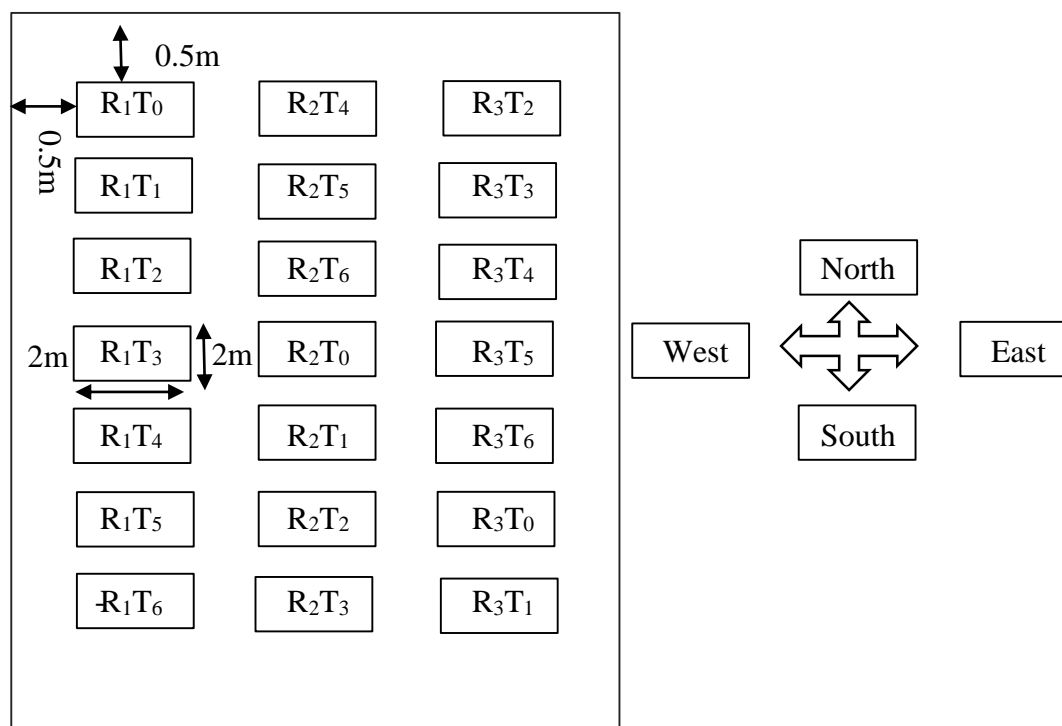 0.5m
R₁T₀ R₂T₄ R₃T₂
0.5m
R₁T₁ R₂T₅ R₃T₃
R₁T₂ R₂T₆ R₃T₄
North
2m R₁T₃ 2m R₂T₀ R₃T₅
West East
R₁T₄ R₂T₁ R₃T₆
South
R₁T₅ R₂T₂ R₃T₀
-R₁T₆ R₂T₃ R₃T₁